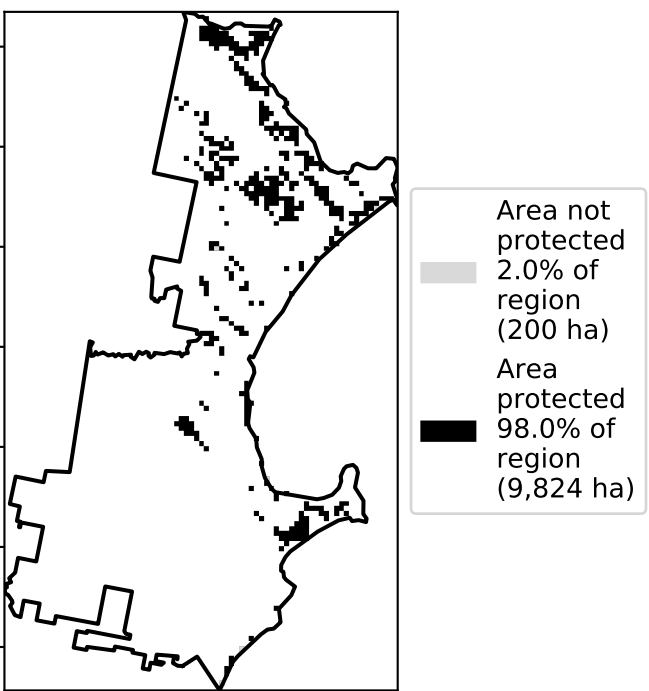 Area not
protected
2.0% of
region
(200 ha)
Area
protected
98.0% of
region
(9,824 ha)